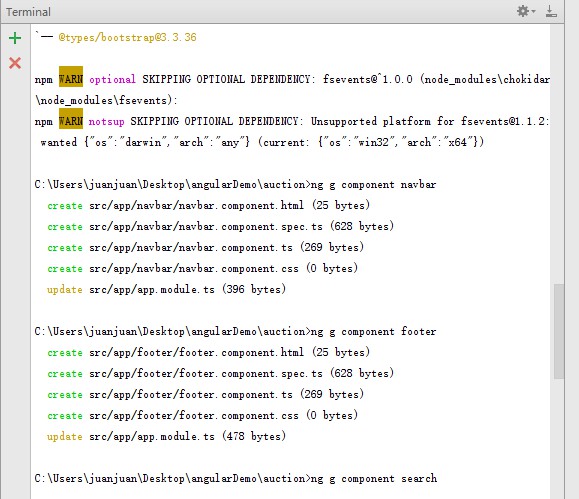 Terminal
`-- @types/bootstrap@3.3.36
npm WARN optional SKIPPING OPTIONAL DEPENDENCY: fsevents@^1.0.0 (node_modules\chokidar
\node_modules\fsevents):
npm WARN notsup SKIPPING OPTIONAL DEPENDENCY: Unsupported platform for fsevents@1.1.2:
wanted {"os":"darwin","arch":"any"} (current: {"os":"win32","arch":"x64"})
C:\Users\juanjuan\Desktop\angularDemo\auction>ng g component navbar
create src/app/navbar/navbar.component.html (25 bytes)
create src/app/navbar/navbar.component.spec.ts (628 bytes)
create src/app/navbar/navbar.component.ts (269 bytes)
create src/app/navbar/navbar.component.css (0 bytes)
update src/app/app.module.ts (396 bytes)
C:\Users\juanjuan\Desktop\angularDemo\auction>ng g component footer
create src/app/footer/footer.component.html (25 bytes)
create src/app/footer/footer.component.spec.ts (628 bytes)
create src/app/footer/footer.component.ts (269 bytes)
create src/app/footer/footer.component.css (0 bytes)
update src/app/app.module.ts (478 bytes)
C:\Users\juanjuan\Desktop\angularDemo\auction>ng g component search